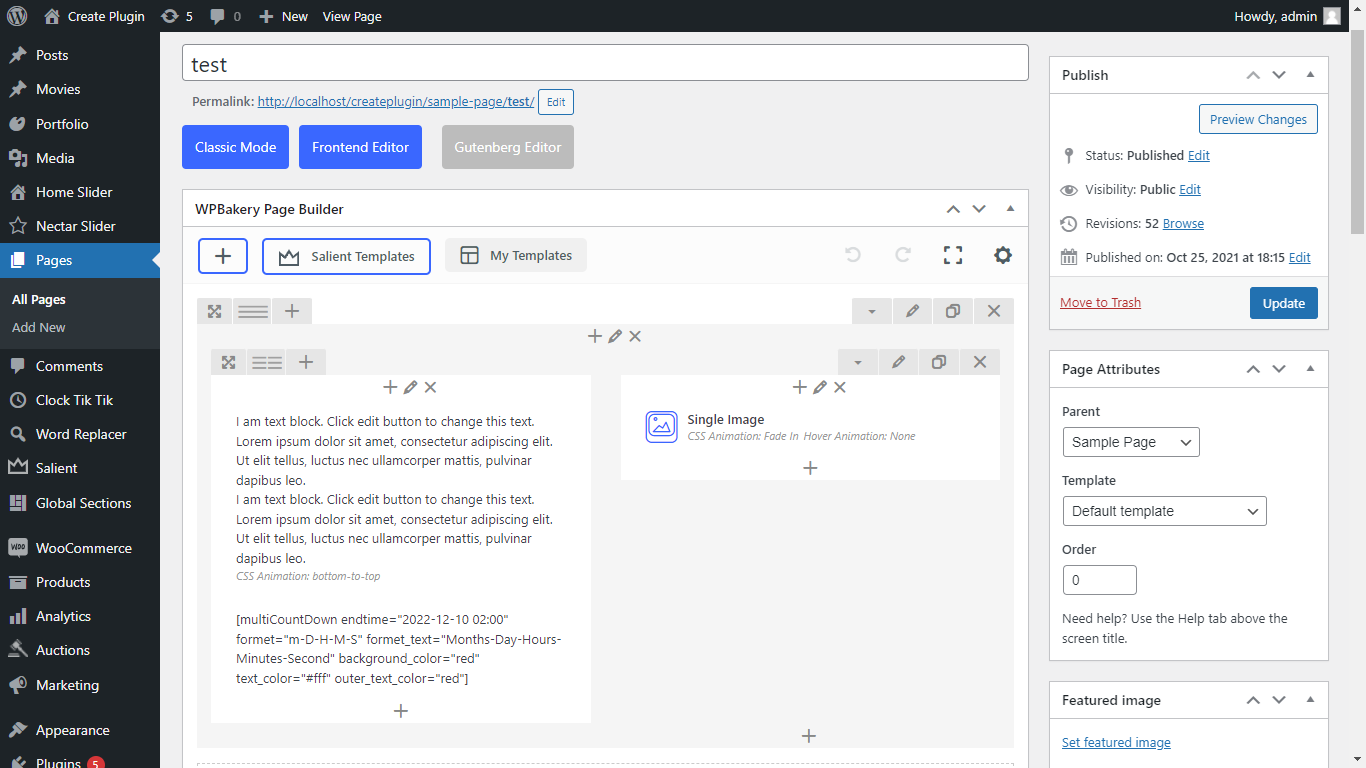 Create Plugin 5 0 New View Page Howdy, admin
Posts
Movies
Portfolio
Media
Home Slider
Nectar Slider
Pages
All Pages
Add New
Comments
Clock Tik Tik
Word Replacer
Salient
Global Sections
WOO WooCommerce
Products
Analytics
Auctions
Marketing
Appearance
Plugins 5
test
Permalink: http://localhost/createplugin/sample-page/test/ Edit
Classic Mode Frontend Editor Gutenberg Editor
WPBakery Page Builder
Salient Templates My Templates
I am text block. Click edit button to change this text.
Lorem ipsum dolor sit amet, consectetur adipiscing elit.
Ut elit tellus, luctus nec ullamcorper mattis, pulvinar
dapibus leo.
I am text block. Click edit button to change this text.
Lorem ipsum dolor sit amet, consectetur adipiscing elit.
Ut elit tellus, luctus nec ullamcorper mattis, pulvinar
dapibus leo.
CSS Animation: bottom-to-top
[multiCountDown endtime="2022-12-10 02:00"
formet="m-D-H-M-S" formet_text="Months-Day-Hours-
Minutes-Second" background_color="red"
text_color="#fff" outer_text_color="red"]
Single Image
CSS Animation: Fade In Hover Animation: None
Publish
Preview Changes
Status: Published Edit
Visibility: Public Edit
Revisions: 52 Browse
Published on: Oct 25, 2021 at 18:15 Edit
Move to Trash Update
Page Attributes
Parent
Sample Page
Template
Default template
Order
0
Need help? Use the Help tab above the
screen title.
Featured image
Set featured image